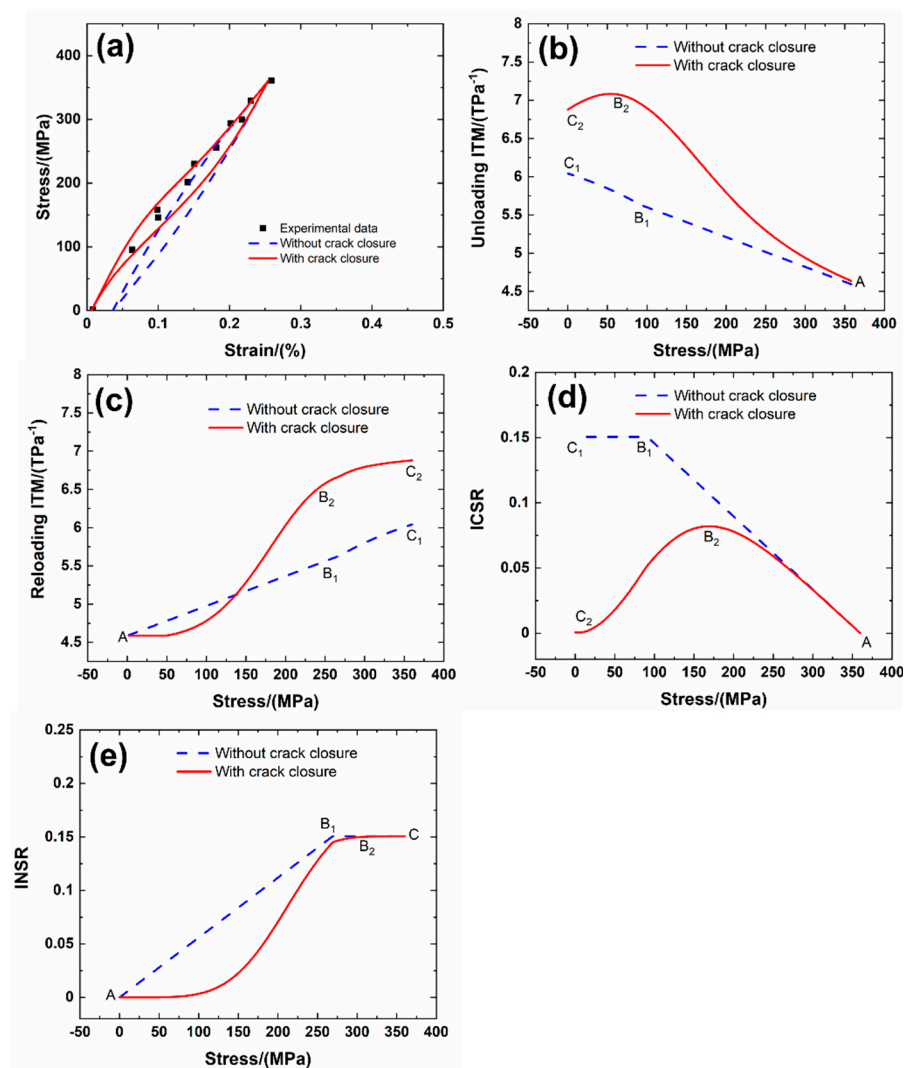 (a)
Stress/(MPa)
400
300
200
100
0
Experimental data
Without crack closure
With crack closure
0 0.1 0.2 0.3 0.4 0.5
Strain/(%)
(b)
Without crack closure
With crack closure
Unloading ITM/(TPa⁻¹)
8
7.5
7
6.5
6
5.5
5
4.5
C₂
B₂
C₁
B₁
A
-50 0 50 100 150 200 250 300 350 400
Stress/(MPa)
(c)
Without crack closure
With crack closure
Reloading ITM/(TPa⁻¹)
8
7.5
7
6.5
6
5.5
5
4.5
C₂
B₂
C₁
B₁
A
-50 0 50 100 150 200 250 300 350 400
Stress/(MPa)
(d)
Without crack closure
With crack closure
ICSR
0.2
0.15
0.1
0.05
0
C₁
B₁
B₂
C₂
A
-50 0 50 100 150 200 250 300 350 400
Stress/(MPa)
(e)
Without crack closure
With crack closure
INSR
0.25
0.2
0.15
0.1
0.05
0
B₁
C
B₂
A
-50 0 50 100 150 200 250 300 350 400
Stress/(MPa)